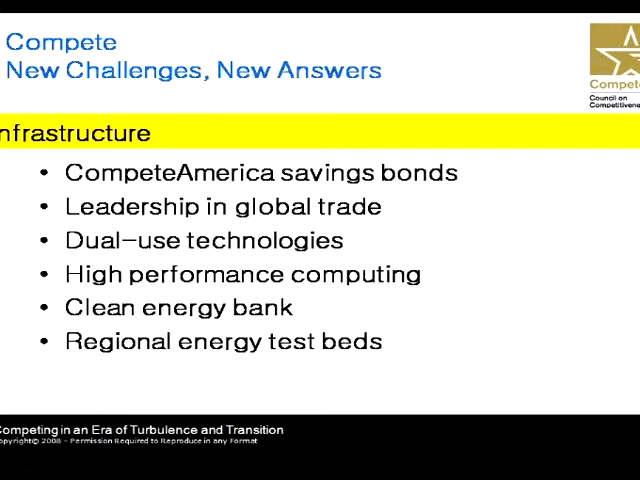 Compete
New Challenges, New Answers
Compete
Council on
Competitivene
nfrastructure
• CompeteAmerica savings bonds
• Leadership in global trade
• Dual-use technologies
• High performance computing
• Clean energy bank
• Regional energy test beds
Competing in an Era of Turbulence and Transition
opyright© 2008 - Permission Required to Reproduce in any Format